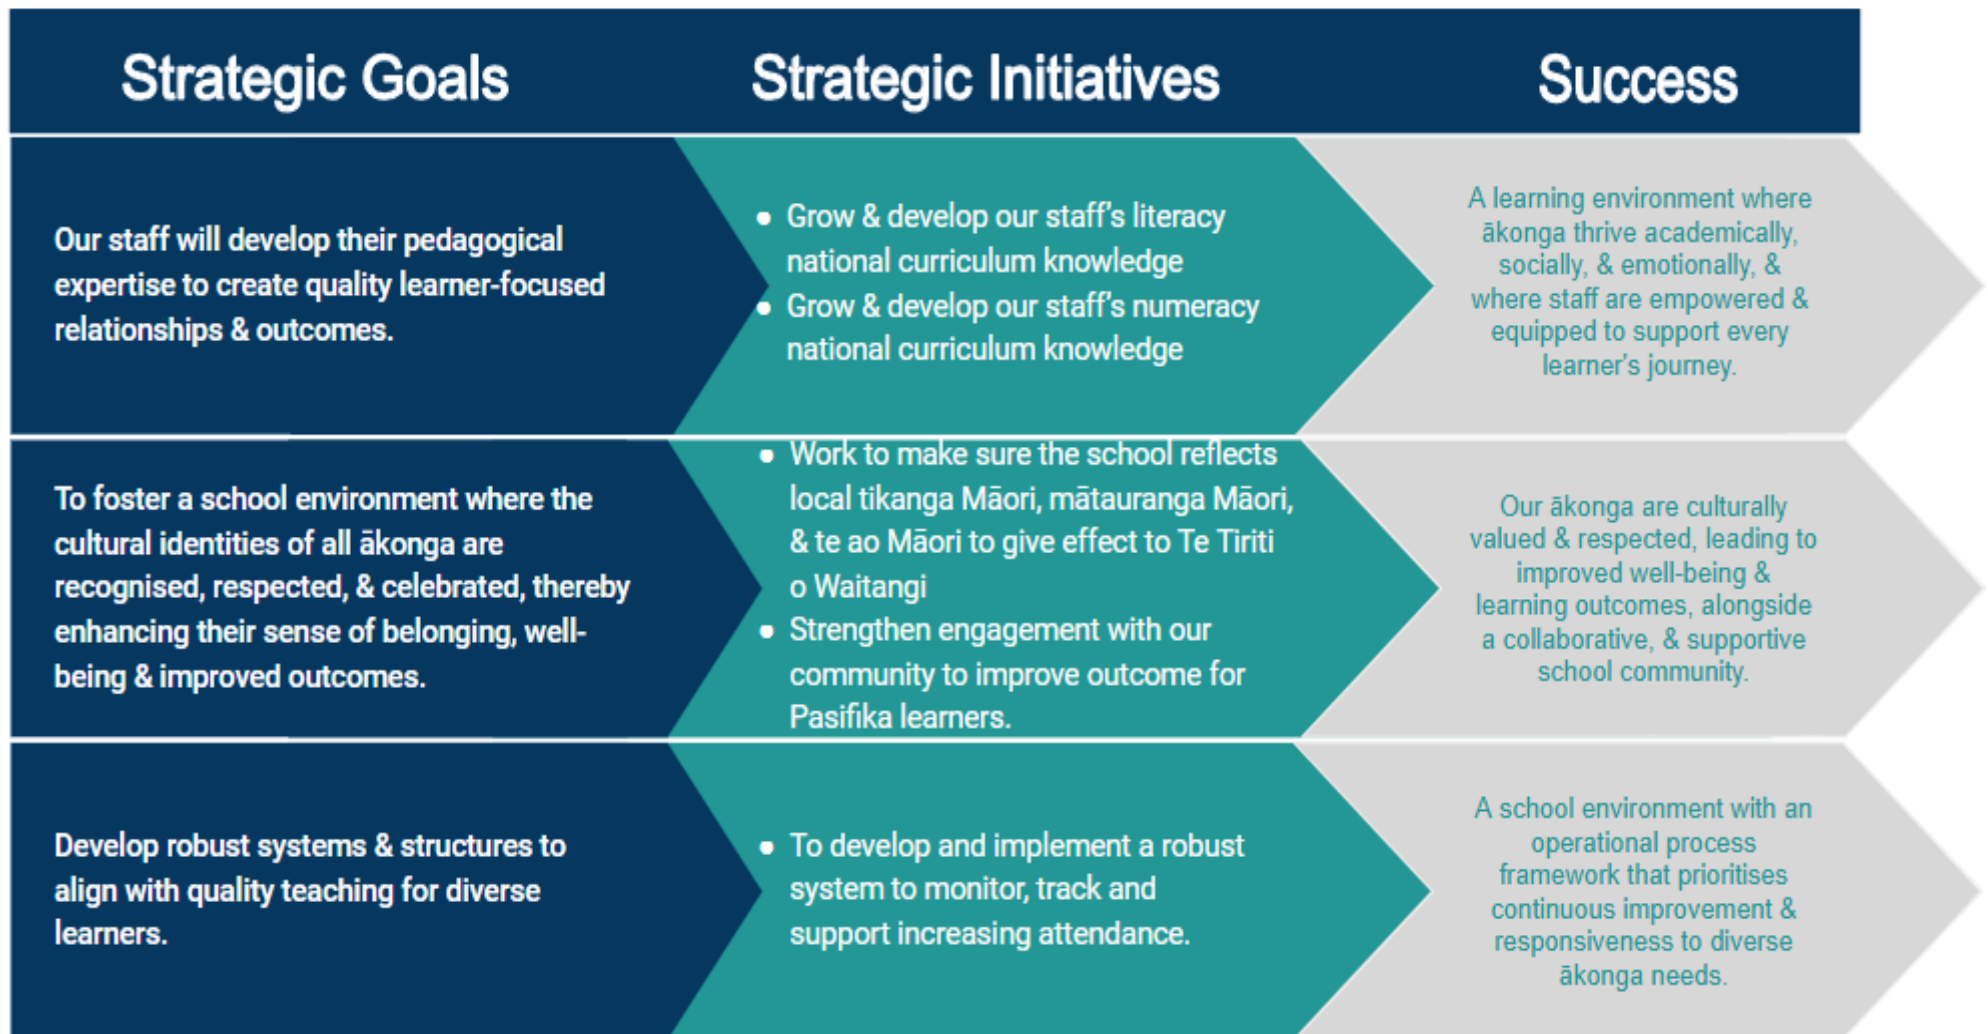 Strategic Goals
Strategic Initiatives
Success
Our staff will develop their pedagogical
expertise to create quality learner-focused
relationships & outcomes.
• Grow & develop our staff’s literacy
national curriculum knowledge
• Grow & develop our staff’s numeracy
national curriculum knowledge
A learning environment where
ākonga thrive academically,
socially, & emotionally, &
where staff are empowered &
equipped to support every
learner’s journey.
To foster a school environment where the
cultural identities of all ākonga are
recognised, respected, & celebrated, thereby
enhancing their sense of belonging, well-
being & improved outcomes.
• Work to make sure the school reflects
local tikanga Māori, mātauranga Māori,
& te ao Māori to give effect to Te Tiriti
o Waitangi
• Strengthen engagement with our
community to improve outcome for
Pasifika learners.
Our ākonga are culturally
valued & respected, leading to
improved well-being &
learning outcomes, alongside
a collaborative, & supportive
school community.
Develop robust systems & structures to
align with quality teaching for diverse
learners.
• To develop and implement a robust
system to monitor, track and
support increasing attendance.
A school environment with an
operational process
framework that prioritises
continuous improvement &
responsiveness to diverse
ākonga needs.